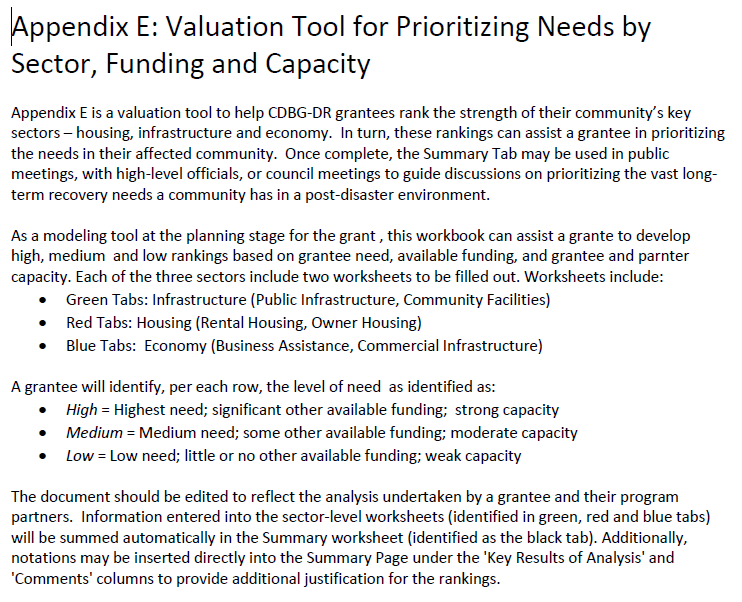 Appendix E: Valuation Tool for Prioritizing Needs by
Sector, Funding and Capacity
Appendix E is a valuation tool to help CDBG-DR grantees rank the strength of their community's key
sectors – housing, infrastructure and economy.  In turn, these rankings can assist a grantee in prioritizing
the needs in their affected community.  Once complete, the Summary Tab may be used in public
meetings, with high-level officials, or council meetings to guide discussions on prioritizing the vast long-
term recovery needs a community has in a post-disaster environment.
As a modeling tool at the planning stage for the grant , this workbook can assist a grante to develop
high, medium  and low rankings based on grantee need, available funding, and grantee and parnter
capacity. Each of the three sectors include two worksheets to be filled out. Worksheets include:
• Green Tabs: Infrastructure (Public Infrastructure, Community Facilities)
• Red Tabs: Housing (Rental Housing, Owner Housing)
• Blue Tabs:  Economy (Business Assistance, Commercial Infrastructure)
A grantee will identify, per each row, the level of need  as identified as:
• High = Highest need; significant other available funding;  strong capacity
• Medium = Medium need; some other available funding; moderate capacity
• Low = Low need; little or no other available funding; weak capacity
The document should be edited to reflect the analysis undertaken by a grantee and their program
partners.  Information entered into the sector-level worksheets (identified in green, red and blue tabs)
will be summed automatically in the Summary worksheet (identified as the black tab). Additionally,
notations may be inserted directly into the Summary Page under the 'Key Results of Analysis' and
'Comments' columns to provide additional justification for the rankings.